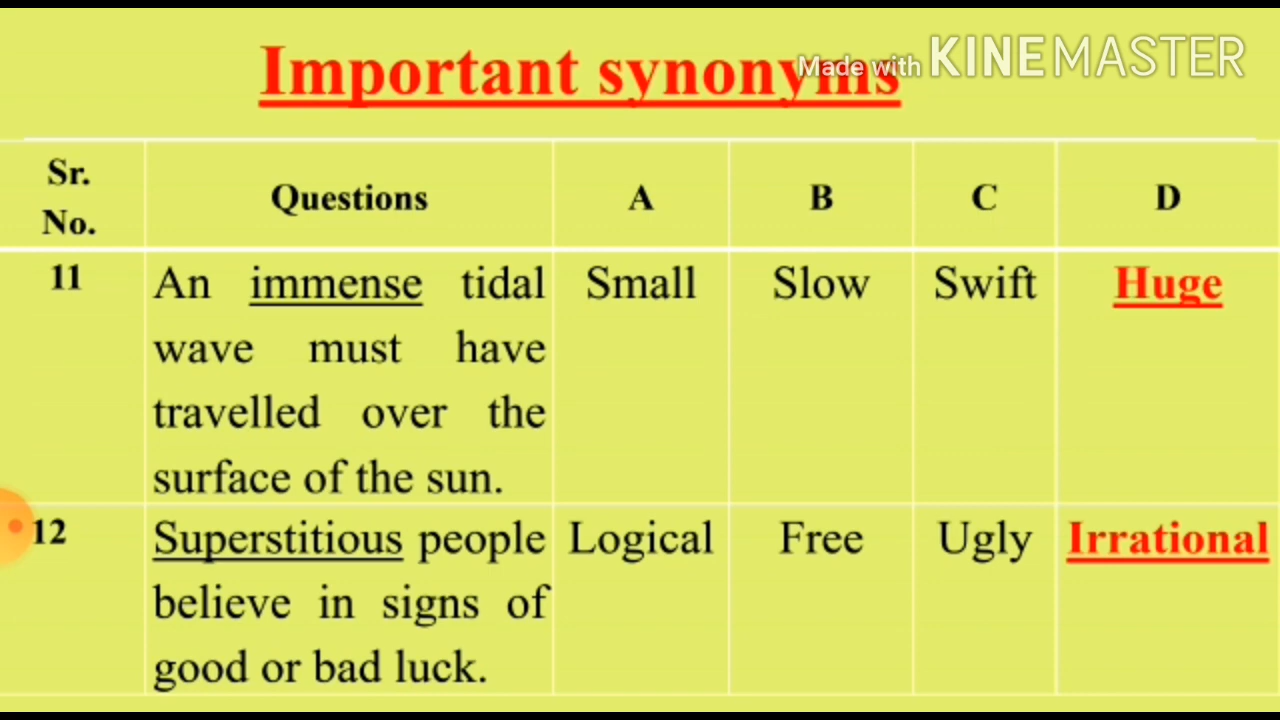 Important synonyms
Made with KINEMASTER
Sr. No.
Questions
A
B
C
D
11
An immense tidal
wave must have
travelled over the
surface of the sun.
Small
Slow
Swift
Huge
12
Superstitious people
believe in signs of
good or bad luck.
Logical
Free
Ugly
Irrational